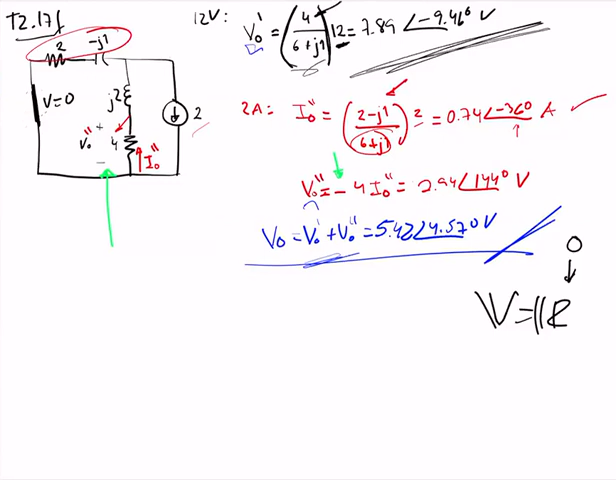 T2.17f
12V: V₀' = (4 / 6+j1) 12 = 7.89 ∠-9.46° V
2 -j1
V=0 j2 2
+ V₀'' - 4 I₀''
2A: I₀'' = (2-j1 / 6+j1) 2 = 0.74 ∠-36° A
V₀'' = - 4 I₀'' = 2.94 ∠144° V
V₀ = V₀' + V₀'' = 5.42 ∠4.57° V
0